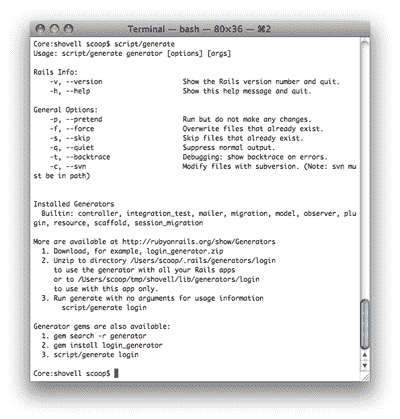 Terminal — bash — 80×36 — ⌘2
Core:shovell scoop$ script/generate
Usage: script/generate generator [options] [args]
Rails Info:
-v, --version Show the Rails version number and quit.
-h, --help Show this help message and quit.
General Options:
-p, --pretend Run but do not make any changes.
-f, --force Overwrite files that already exist.
-s, --skip Skip files that already exist.
-q, --quiet Suppress normal output.
-t, --backtrace Debugging: show backtrace on errors.
-c, --svn Modify files with subversion. (Note: svn mu
st be in path)
Installed Generators
Builtin: controller, integration_test, mailer, migration, model, observer, plu
gin, resource, scaffold, session_migration
More are available at http://rubyonrails.org/show/Generators
1. Download, for example, login_generator.zip
2. Unzip to directory /Users/scoop/.rails/generators/login
to use the generator with all your Rails apps
or to /Users/scoop/tmp/shovell/lib/generators/login
to use with this app only.
3. Run generate with no arguments for usage information
script/generate login
Generator gems are also available:
1. gem search -r generator
2. gem install login_generator
3. script/generate login
Core:shovell scoop$